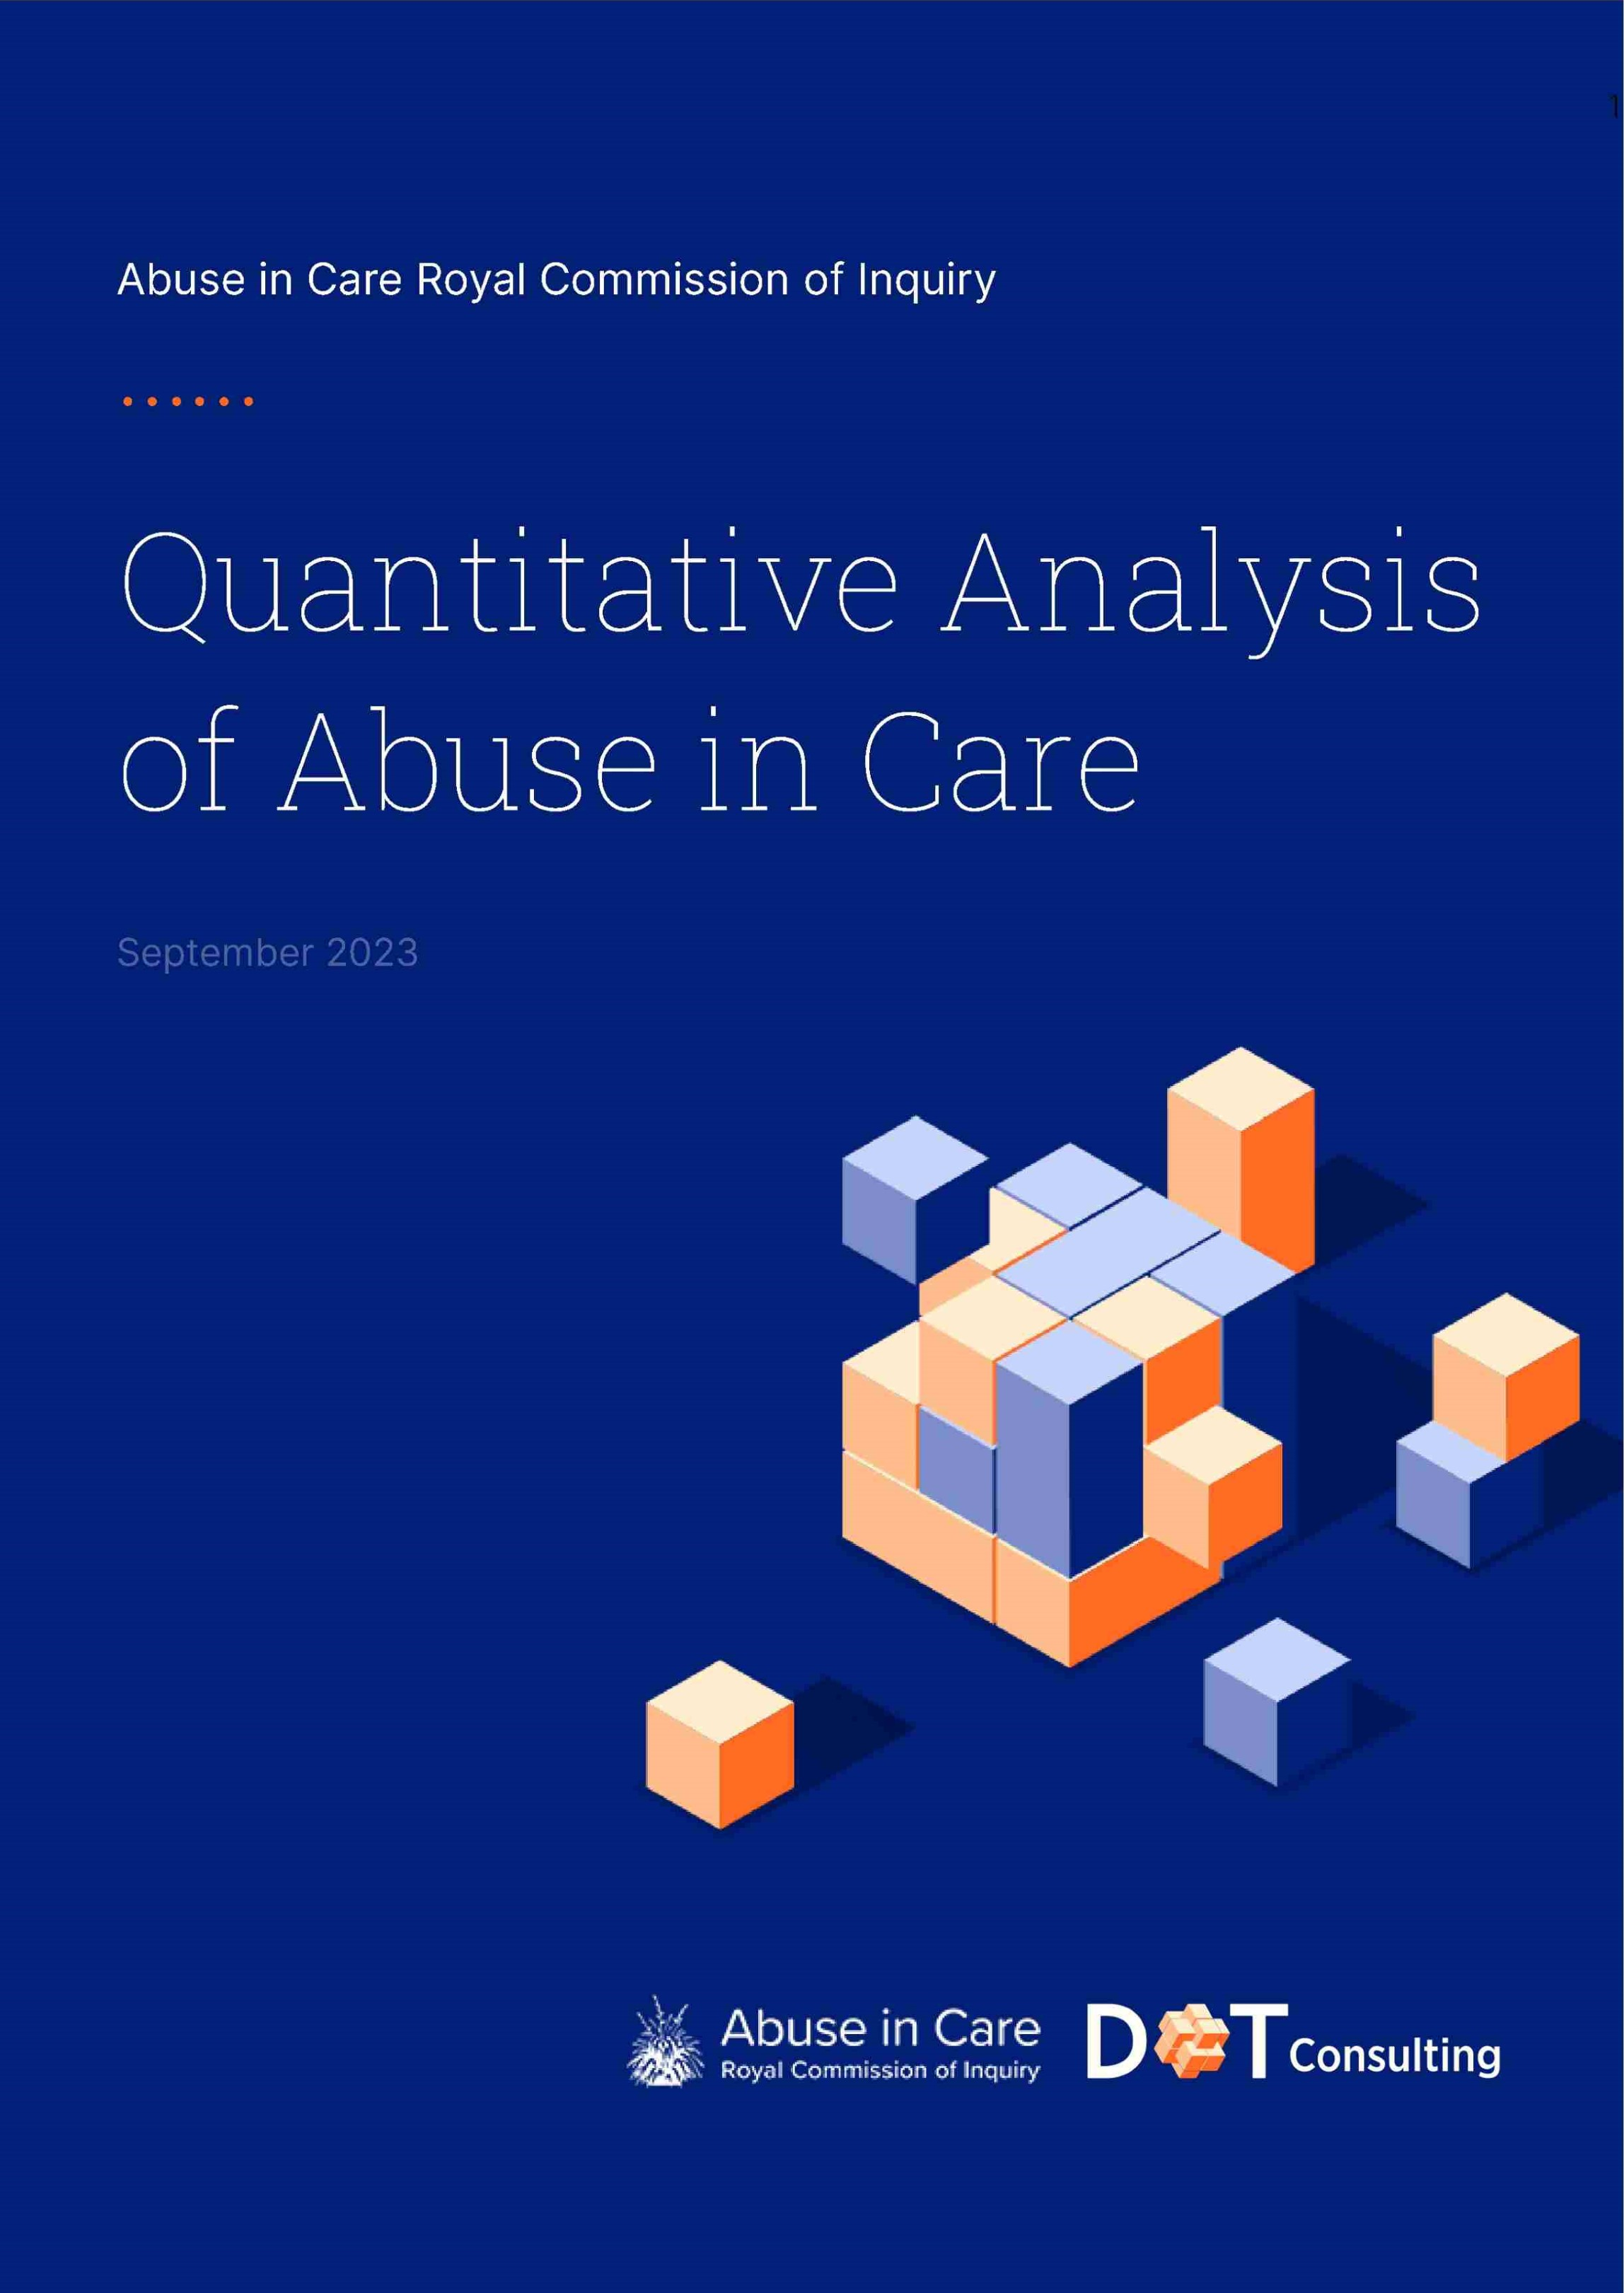 1
Abuse in Care Royal Commission of Inquiry
Quantitative Analysis
of Abuse in Care
September 2023
Abuse in Care
Royal Commission of Inquiry
DOT Consulting